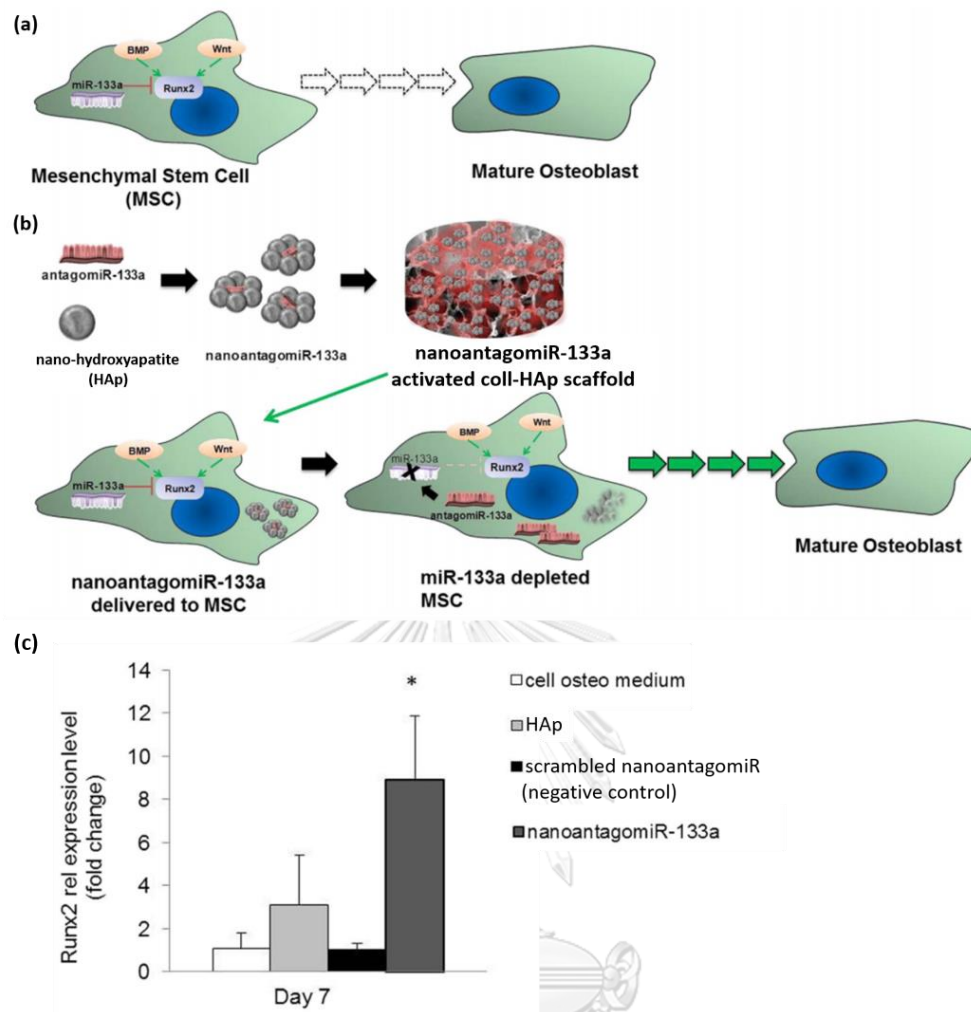 (a)
BMP
Wnt
miR-133a
Runx2
Mesenchymal Stem Cell
(MSC)
Mature Osteoblast
(b)
antagomiR-133a
nano-hydroxyapatite
(HAp)
nanoantagomiR-133a
nanoantagomiR-133a
activated coll-HAp scaffold
BMP
Wnt
miR-133a
Runx2
nanoantagomiR-133a
delivered to MSC
BMP
Wnt
miR-133a
Runx2
antagomiR-133a
miR-133a depleted
MSC
Mature Osteoblast
(c)
Runx2 rel expression level
(fold change)
14
12
10
8
6
4
2
0
*
Day 7
cell osteo medium
HAp
scrambled nanoantagomiR
(negative control)
nanoantagomiR-133a